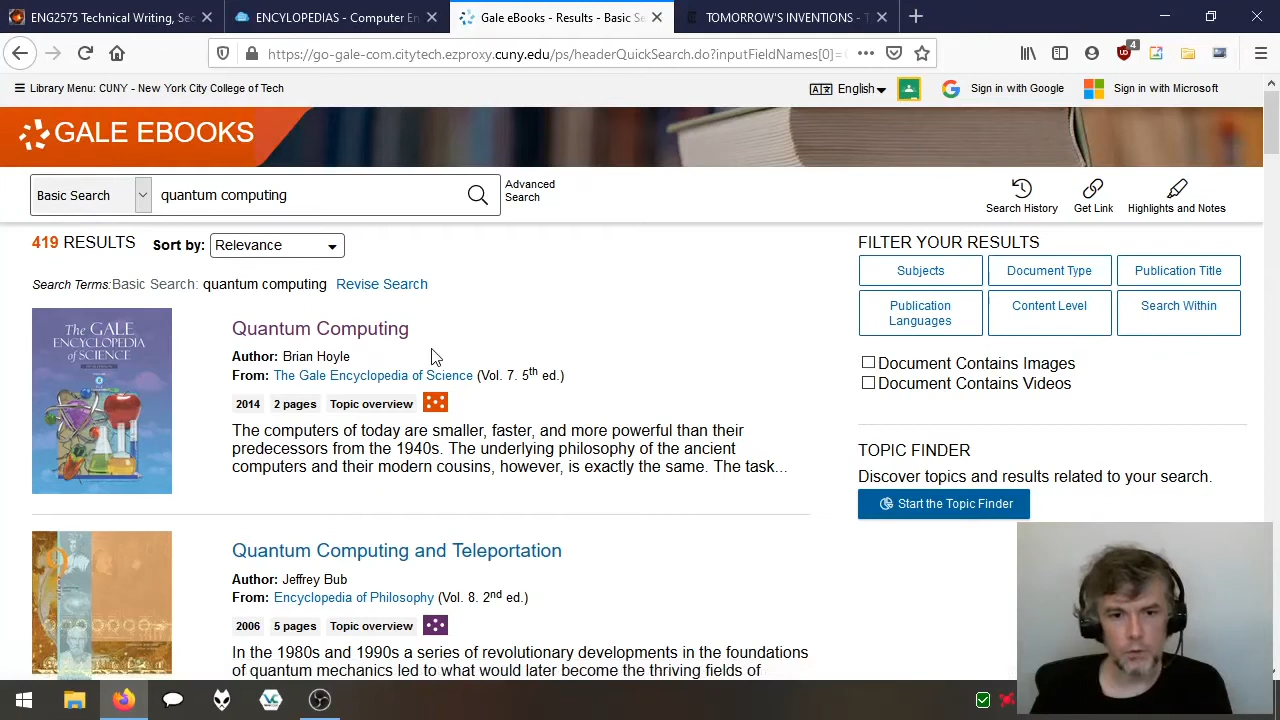 ENG2575 Technical Writing, Sec
ENCYLOPEDIAS - Computer En
Gale eBooks - Results - Basic Se
TOMORROW'S INVENTIONS - T
https://go-gale-com.citytech.ezproxy.cuny.edu/ps/headerQuickSearch.do?inputFieldNames[0]=
4
Library Menu: CUNY - New York City College of Tech
English
Sign in with Google
Sign in with Microsoft
GALE EBOOKS
Basic Search
quantum computing
Advanced
Search
Search History
Get Link
Highlights and Notes
419 RESULTS
Sort by:
Relevance
Search Terms:Basic Search: quantum computing Revise Search
FILTER YOUR RESULTS
Subjects
Document Type
Publication Title
Publication
Languages
Content Level
Search Within
Document Contains Images
Document Contains Videos
TOPIC FINDER
Discover topics and results related to your search.
Start the Topic Finder
The GALE
ENCYCLOPEDIA
of SCIENCE
Quantum Computing
Author: Brian Hoyle
From: The Gale Encyclopedia of Science (Vol. 7. 5th ed.)
2014 2 pages Topic overview
The computers of today are smaller, faster, and more powerful than their
predecessors from the 1940s. The underlying philosophy of the ancient
computers and their modern cousins, however, is exactly the same. The task...
Quantum Computing and Teleportation
Author: Jeffrey Bub
From: Encyclopedia of Philosophy (Vol. 8. 2nd ed.)
2006 5 pages Topic overview
In the 1980s and 1990s a series of revolutionary developments in the foundations
of quantum mechanics led to what would later become the thriving fields of